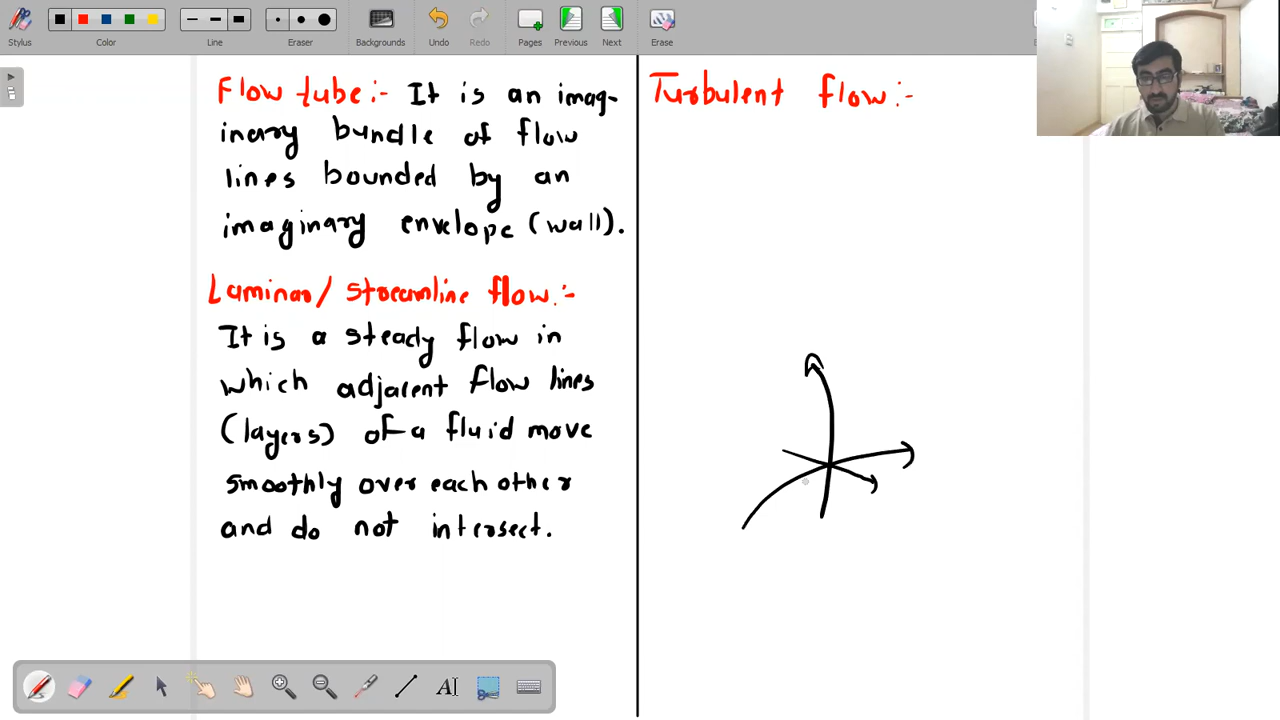 Stylus
Color
Line
Eraser
Backgrounds
Undo
Redo
Pages
Previous
Next
Erase
Flow tube:- It is an imag-
inary bundle of flow
lines bounded by an
imaginary envelope (wall).
Laminar/ streamline flow:-
It is a steady flow in
which adjacent flow lines
(layers) of a fluid move
smoothly over each other
and do not intersect.
Turbulent flow:-